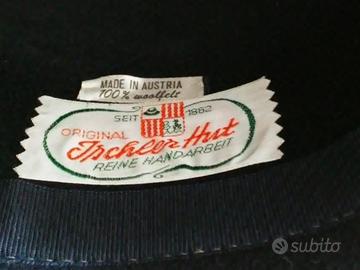 MADE IN AUSTRIA
100% woolfelt
SEIT 1862
ORIGINAL
Ischler Hut
REINE HANDARBEIT
subito